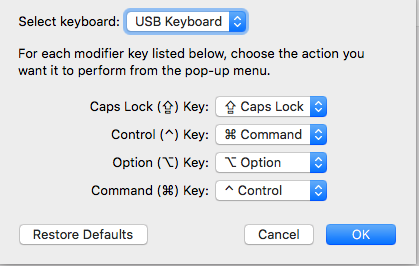 Select keyboard: USB Keyboard
For each modifier key listed below, choose the action you
want it to perform from the pop-up menu.
Caps Lock (⇪) Key: ⇪ Caps Lock
Control (^) Key: ⌘ Command
Option (⌥) Key: ⌥ Option
Command (⌘) Key: ^ Control
Restore Defaults Cancel OK